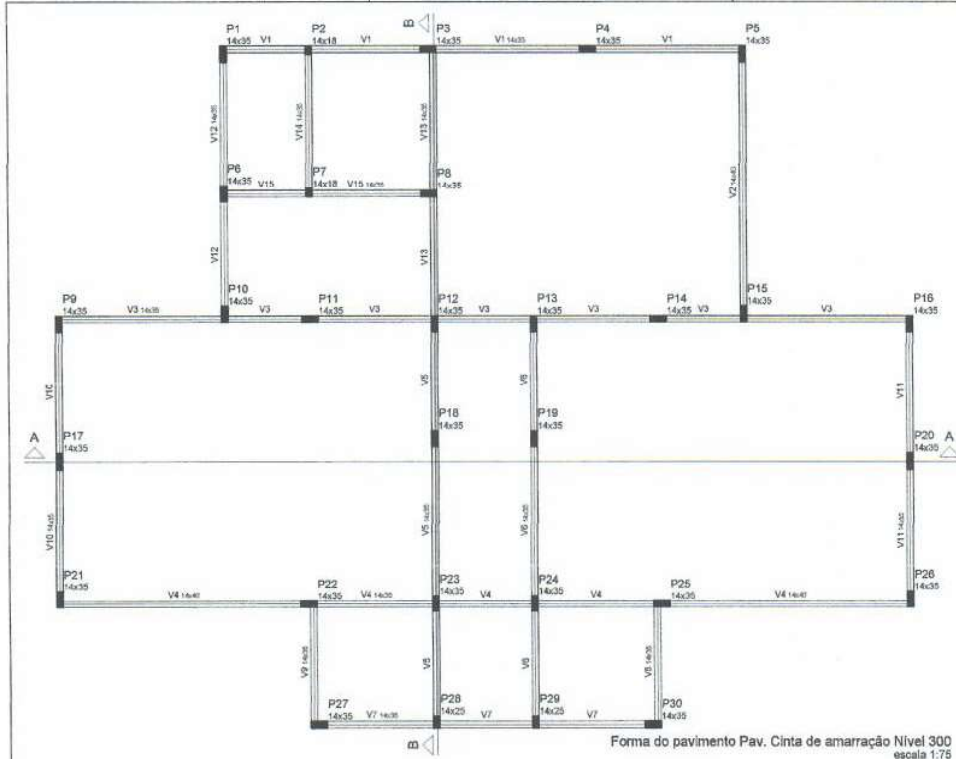 B
P1 P2 P3 P4 P5
14x35 V1 14x18 V1 14x35 V1 14x35 14x35 V1 14x35
V12 14x35 V14 14x35 V13 14x35
V2 14x40
P6 P7 P8
14x35 V15 14x18 V15 14x35 14x35
V12 V13
P9 P10 P11 P12 P13 P14 P15 P16
14x35 V3 14x35 14x35 V3 14x35 V3 14x35 V3 14x35 V3 14x35 V3 14x35 V3 14x35
V10 V5 V6 V11
A P17 P18 P19 P20 A
14x35 14x35 14x35 14x35
V10 14x35 V5 14x35 V6 14x35 V11 14x35
P21 P22 P23 P24 P25 P26
14x35 V4 14x40 14x35 V4 14x35 14x35 V4 14x35 V4 14x35 V4 14x40 14x35
V9 14x35 V6 V8 14x35
P27 P28 P29 P30
14x35 V7 14x35 14x25 V7 14x25 V7 14x35
B
Forma do pavimento Pav. Cinta de amarração Nível 300
escala 1:75